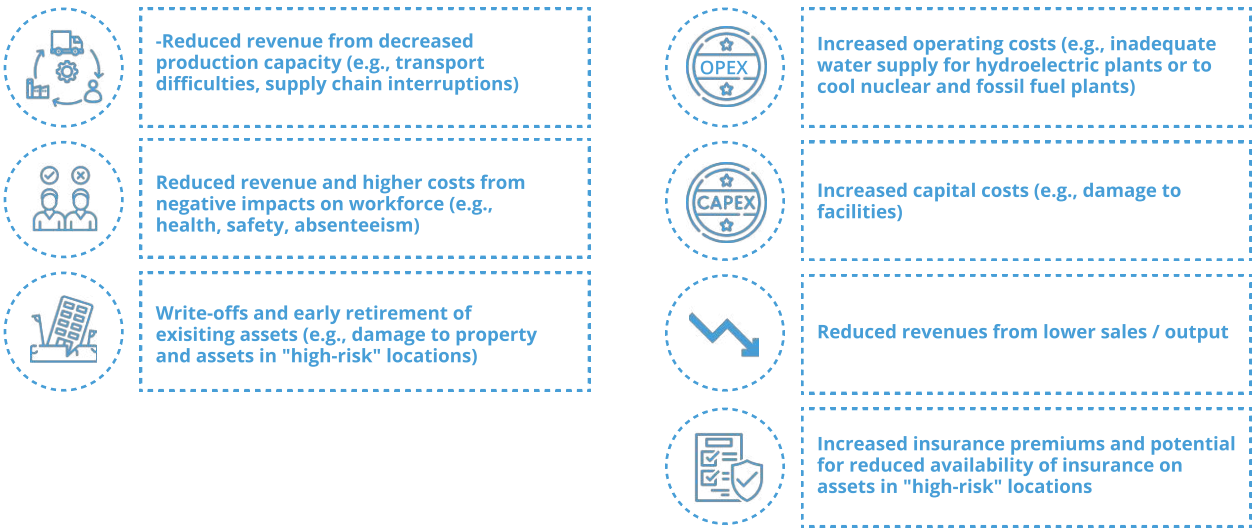 -Reduced revenue from decreased
production capacity (e.g., transport
difficulties, supply chain interruptions)
Reduced revenue and higher costs from
negative impacts on workforce (e.g.,
health, safety, absenteeism)
Write-offs and early retirement of
exisiting assets (e.g., damage to property
and assets in "high-risk" locations)
OPEX
Increased operating costs (e.g., inadequate
water supply for hydroelectric plants or to
cool nuclear and fossil fuel plants)
CAPEX
Increased capital costs (e.g., damage to
facilities)
Reduced revenues from lower sales / output
Increased insurance premiums and potential
for reduced availability of insurance on
assets in "high-risk" locations